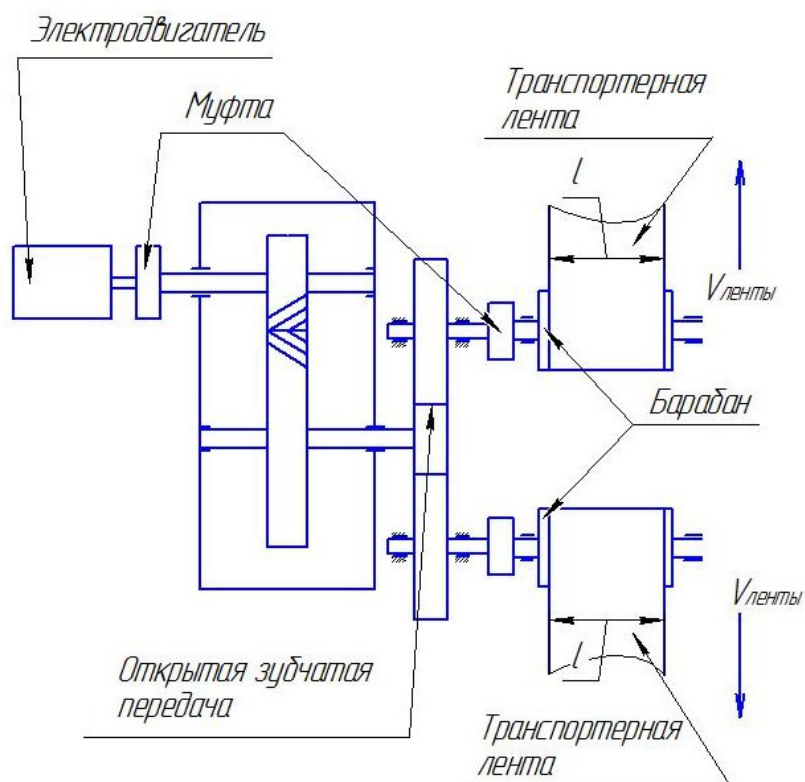 Электродвигатель
Муфта
Транспортерная
лента
l
Vленты
Барабан
Vленты
l
Открытая зубчатая
передача
Транспортерная
лента